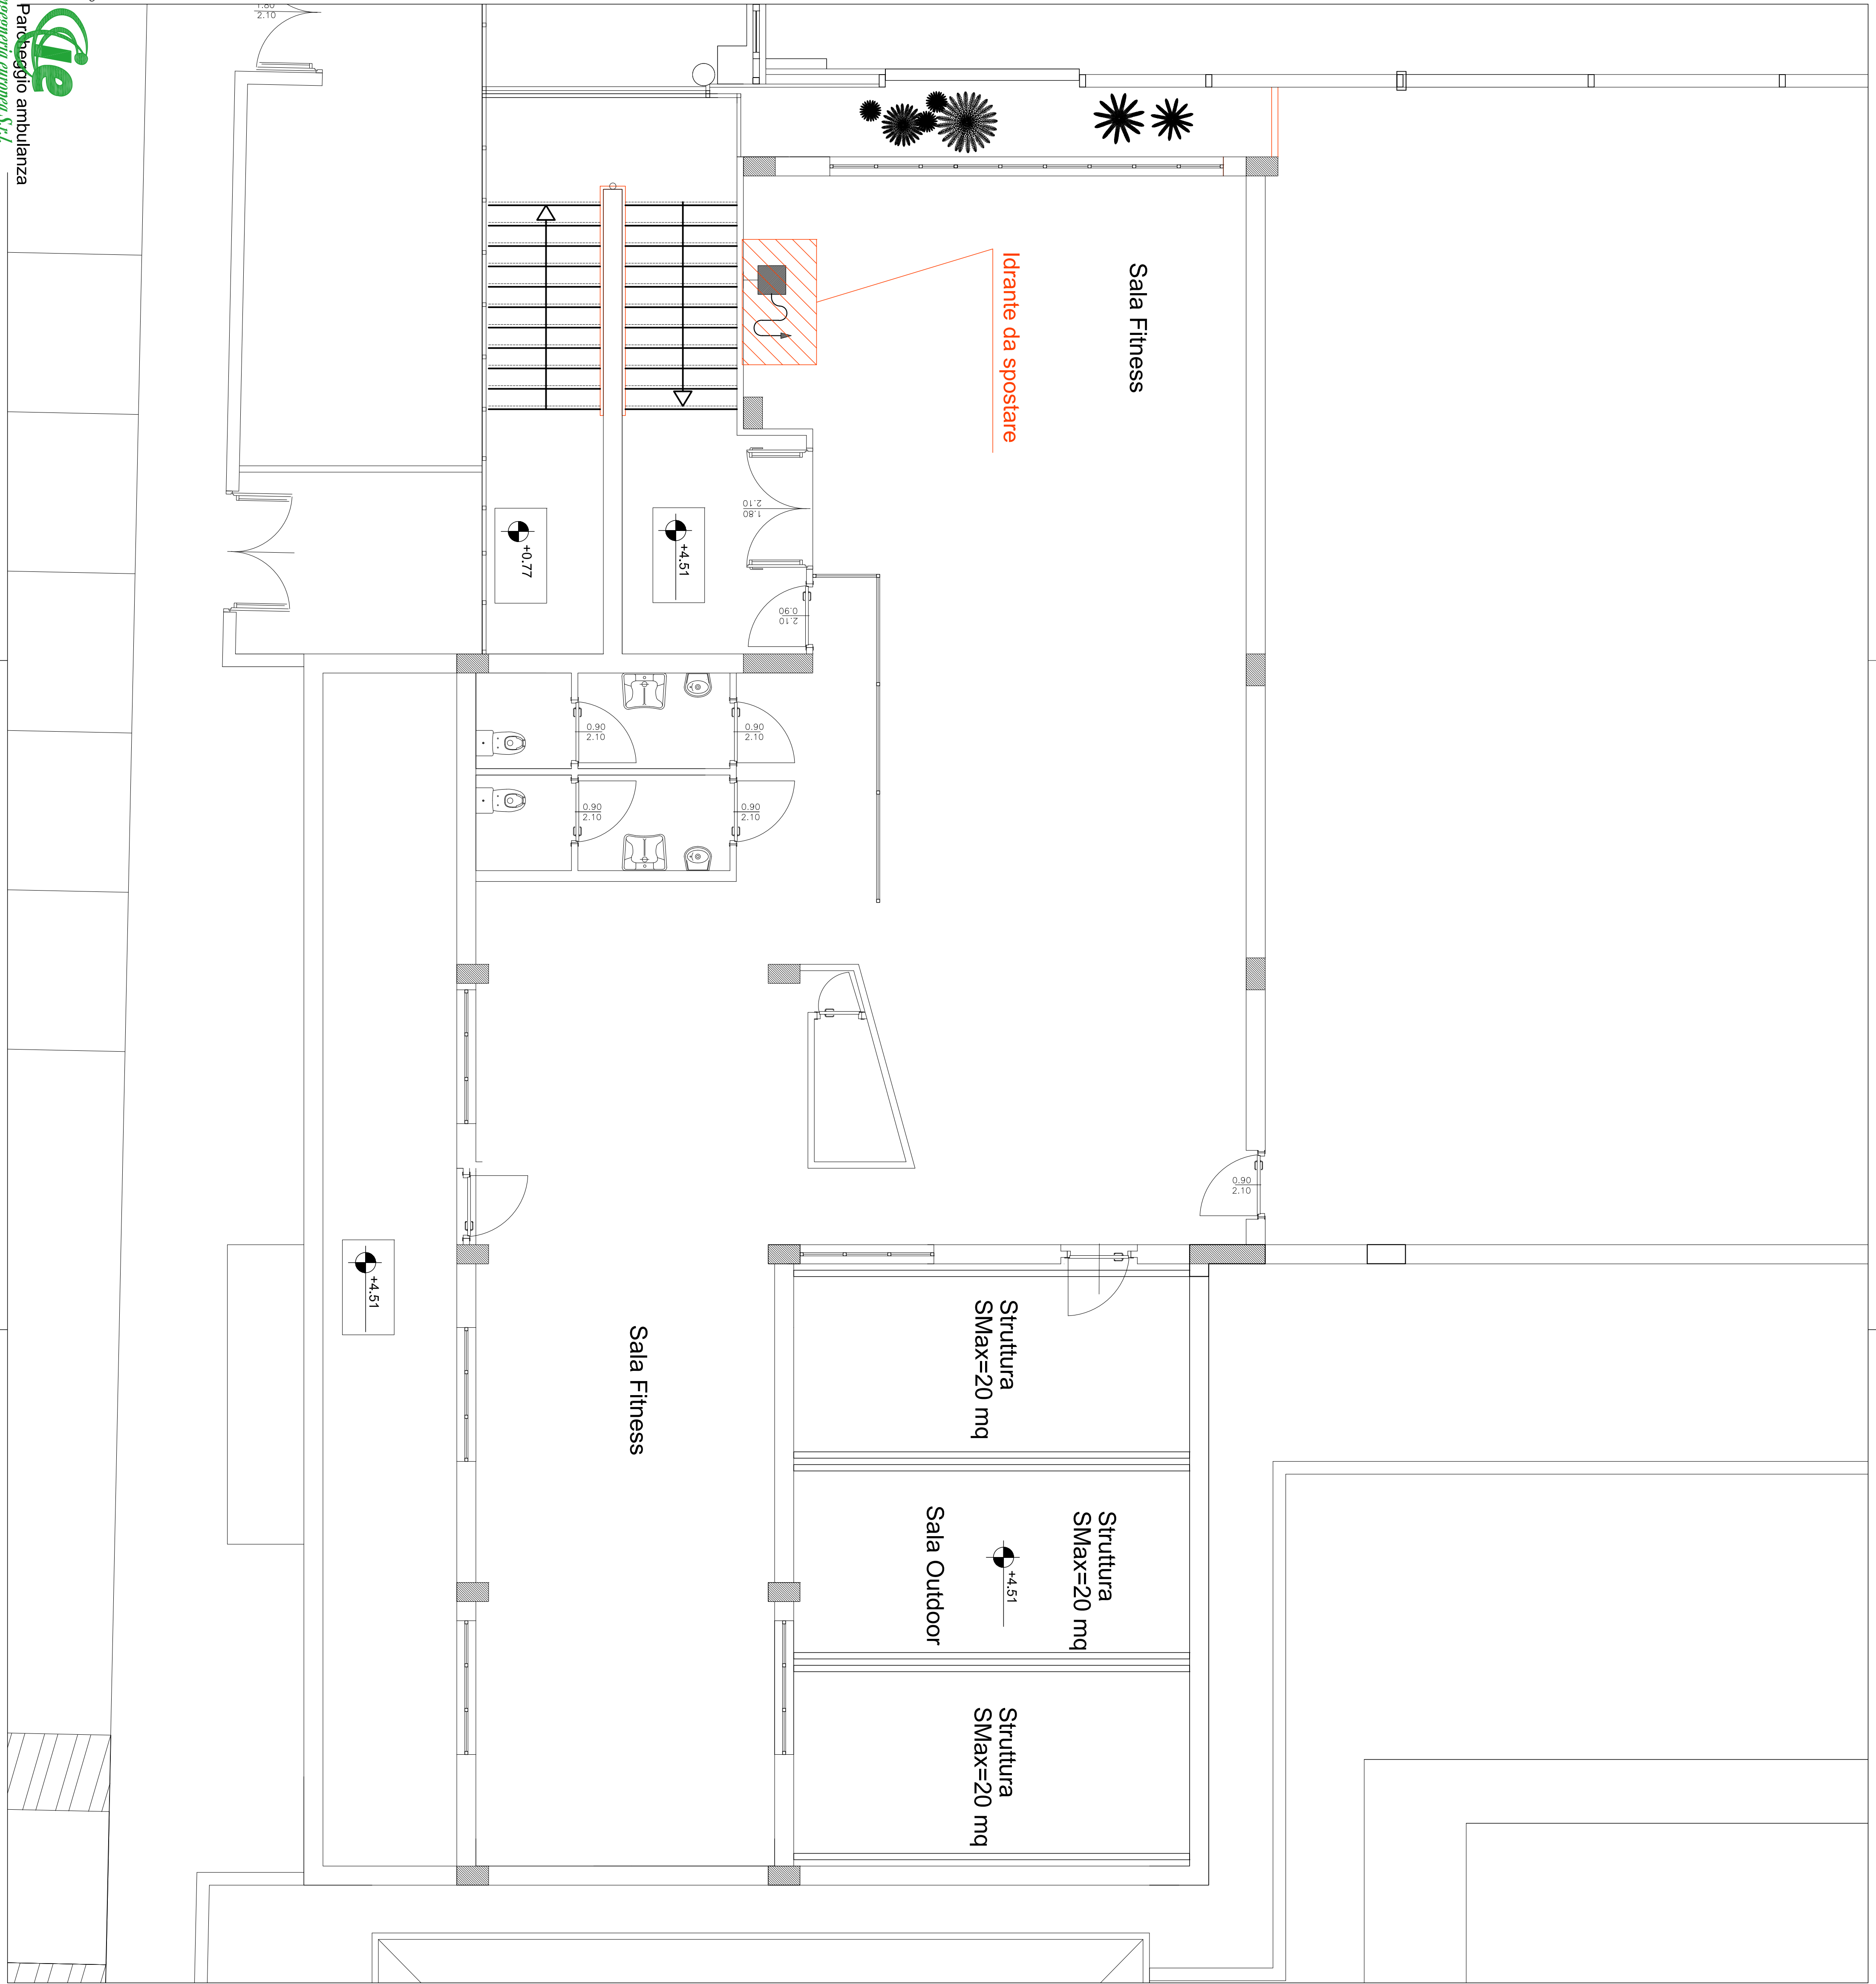 Parcheggio ambulanza
1.80
2.10
Sala Fitness
Idrante da spostare
1.80
2.10
+4.51
+0.77
0.90
2.10
0.90
2.10
0.90
2.10
0.90
2.10
0.90
2.10
0.90
2.10
+4.51
Sala Fitness
Struttura
SMax=20 mq
Struttura
SMax=20 mq
+4.51
Sala Outdoor
Struttura
SMax=20 mq